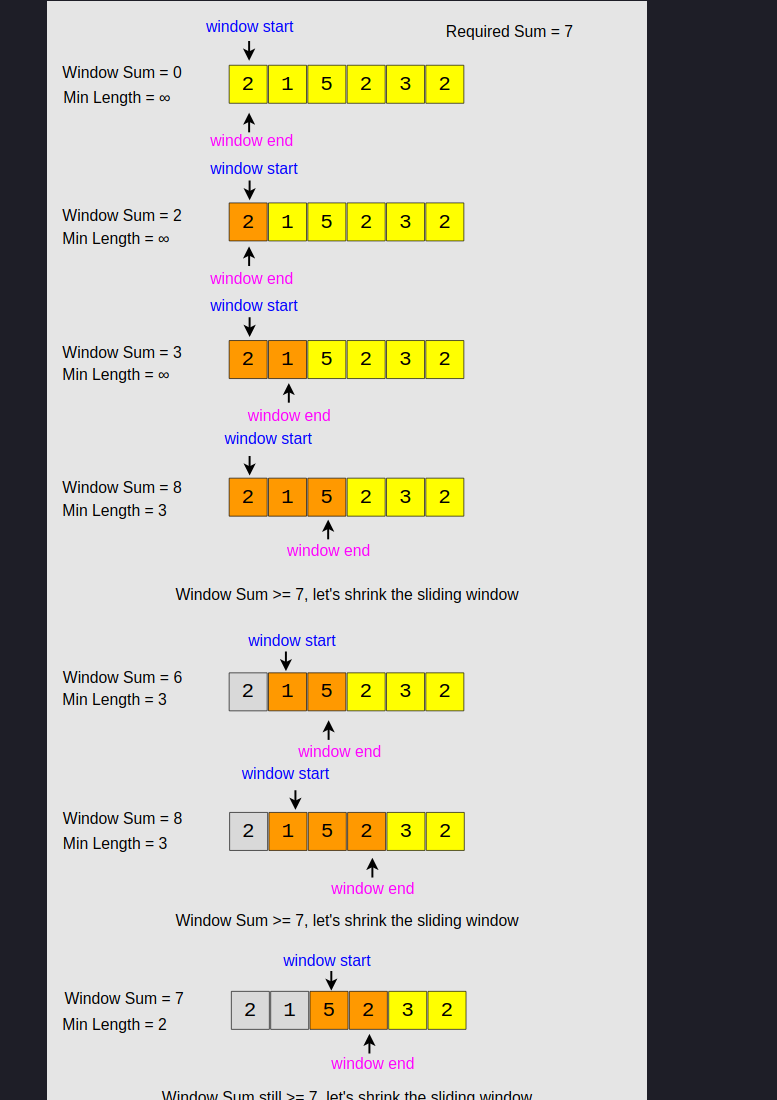 window start
Required Sum = 7
Window Sum = 0
Min Length = ∞
2 1 5 2 3 2
window end
window start
Window Sum = 2
Min Length = ∞
2 1 5 2 3 2
window end
window start
Window Sum = 3
Min Length = ∞
2 1 5 2 3 2
window end
window start
Window Sum = 8
Min Length = 3
2 1 5 2 3 2
window end
Window Sum >= 7, let's shrink the sliding window
window start
Window Sum = 6
Min Length = 3
2 1 5 2 3 2
window end
window start
Window Sum = 8
Min Length = 3
2 1 5 2 3 2
window end
Window Sum >= 7, let's shrink the sliding window
window start
Window Sum = 7
Min Length = 2
2 1 5 2 3 2
window end
Window Sum still >= 7, let's shrink the sliding window